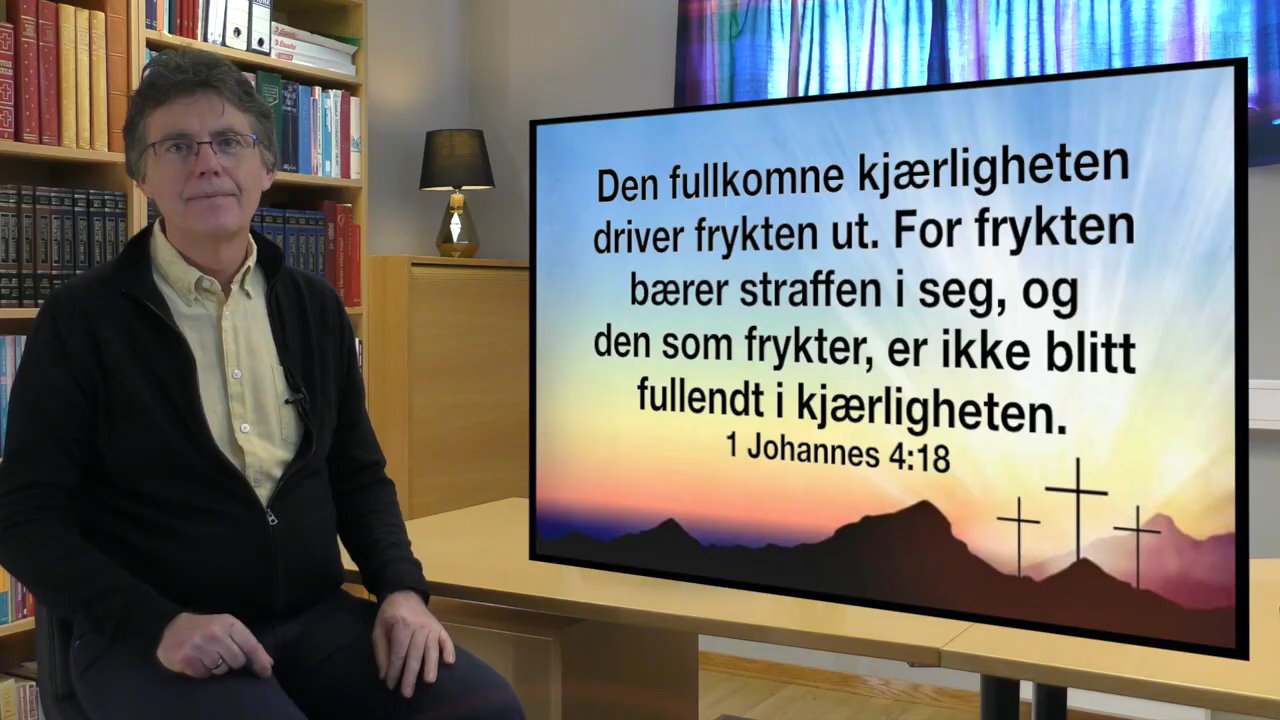 Den fullkomne kjærligheten
driver frykten ut. For frykten
bærer straffen i seg, og
den som frykter, er ikke blitt
fullendt i kjærligheten.
1 Johannes 4:18